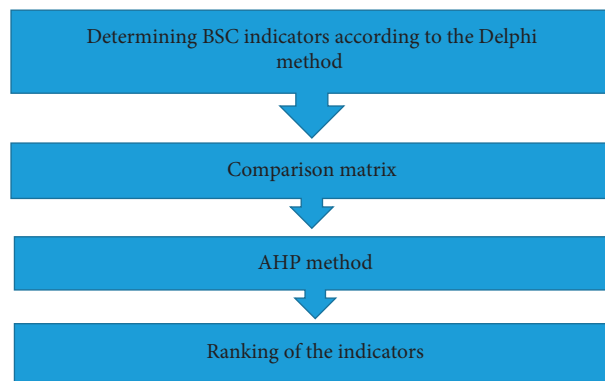 Determining BSC indicators according to the Delphi
method
Comparison matrix
AHP method
Ranking of the indicators